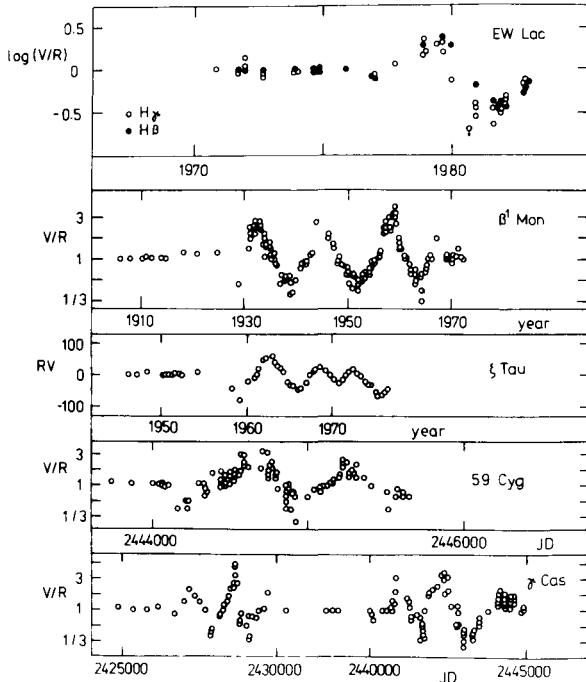 EW Lac
log(V/R)
0.5
0
-0.5
○ Hγ
● Hβ
1970
1980
β¹ Mon
V/R
3
1
1/3
1910
1930
1950
1970
year
RV
100
0
-100
ξ Tau
1950
1960
1970
year
V/R
3
1
1/3
59 Cyg
2444000
2446000
JD
V/R
3
1
1/3
γ Cas
2425000
2430000
2440000
JD
2445000